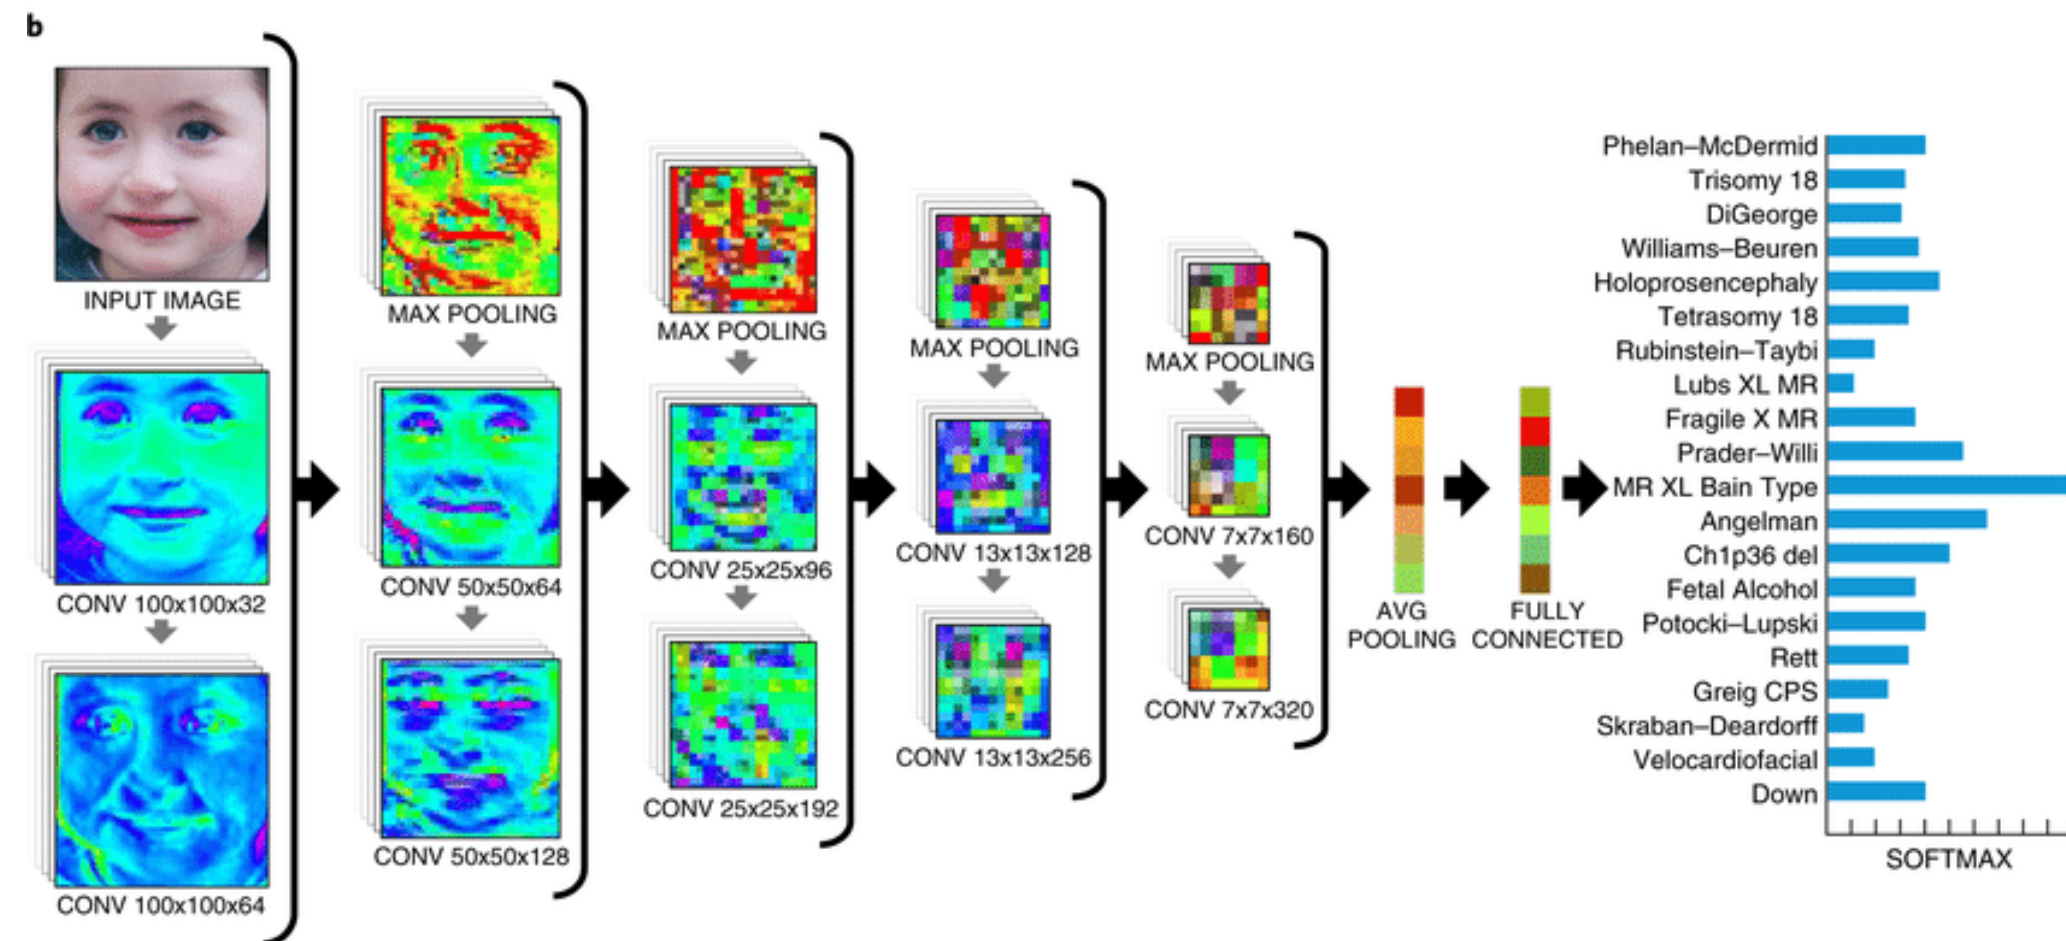 b
INPUT IMAGE
CONV 100x100x32
CONV 100x100x64
MAX POOLING
CONV 50x50x64
CONV 50x50x128
MAX POOLING
CONV 25x25x96
CONV 25x25x192
MAX POOLING
CONV 13x13x128
CONV 13x13x256
MAX POOLING
CONV 7x7x160
CONV 7x7x320
AVG
POOLING
FULLY
CONNECTED
Phelan–McDermid
Trisomy 18
DiGeorge
Williams–Beuren
Holoprosencephaly
Tetrasomy 18
Rubinstein–Taybi
Lubs XL MR
Fragile X MR
Prader–Willi
MR XL Bain Type
Angelman
Ch1p36 del
Fetal Alcohol
Potocki–Lupski
Rett
Greig CPS
Skraban–Deardorff
Velocardiofacial
Down
SOFTMAX